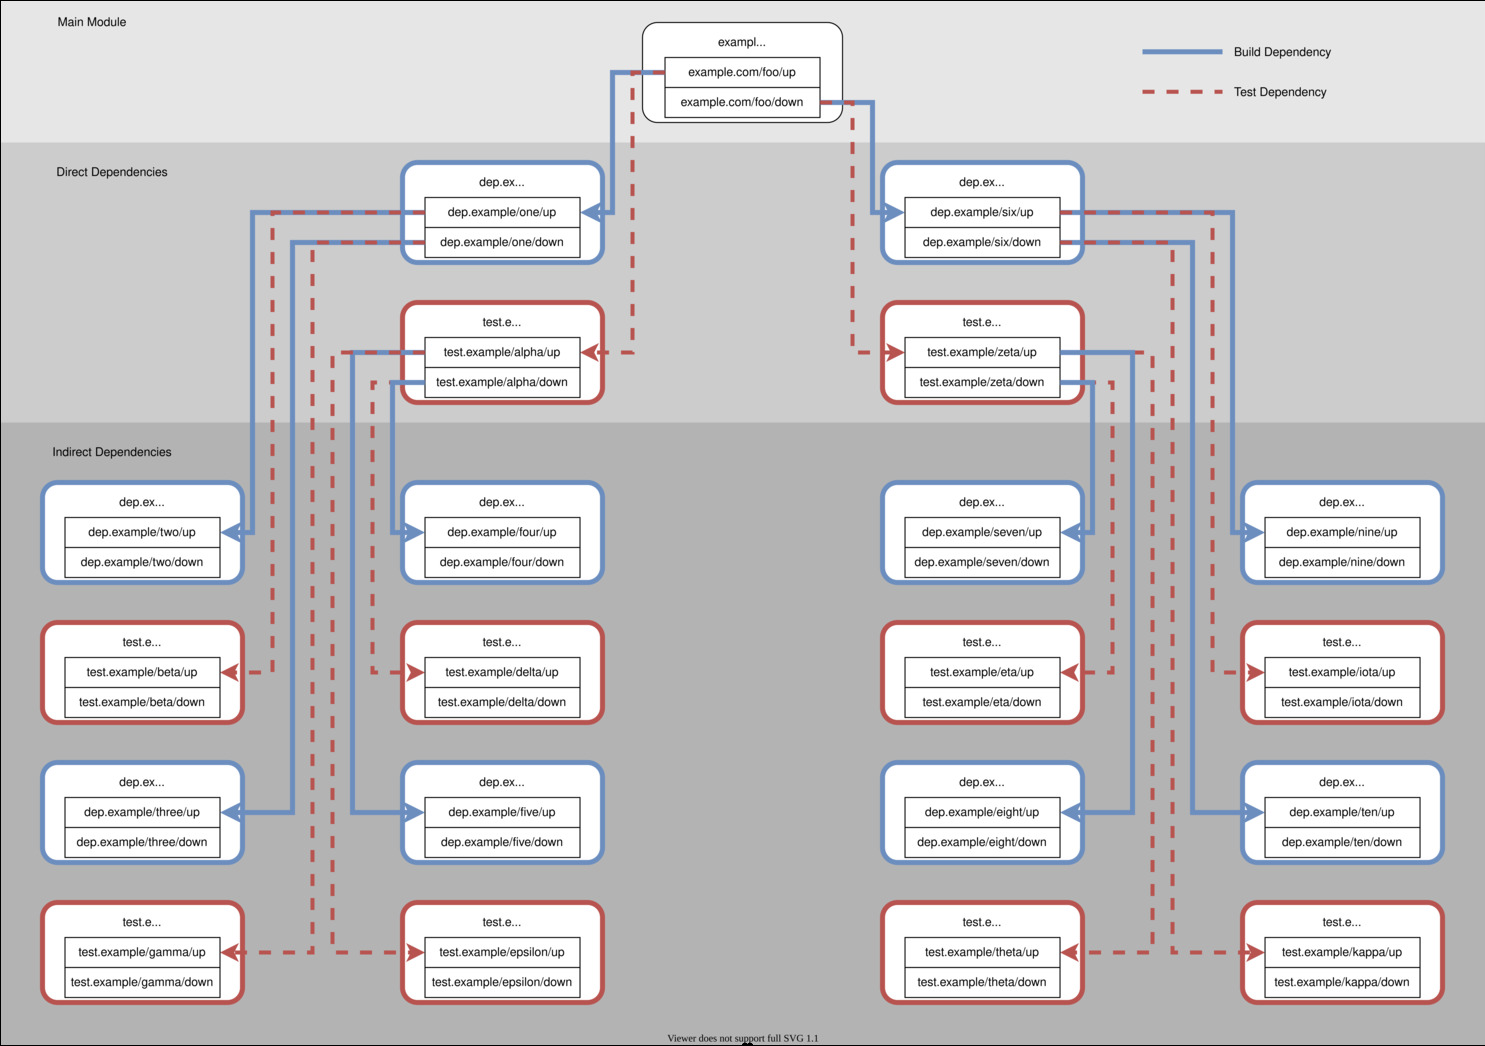 Main Module
exampl...
example.com/foo/up
example.com/foo/down
Build Dependency
Test Dependency
Direct Dependencies
dep.ex...
dep.example/one/up
dep.example/one/down
dep.ex...
dep.example/six/up
dep.example/six/down
test.e...
test.example/alpha/up
test.example/alpha/down
test.e...
test.example/zeta/up
test.example/zeta/down
Indirect Dependencies
dep.ex...
dep.example/two/up
dep.example/two/down
dep.ex...
dep.example/four/up
dep.example/four/down
dep.ex...
dep.example/seven/up
dep.example/seven/down
dep.ex...
dep.example/nine/up
dep.example/nine/down
test.e...
test.example/beta/up
test.example/beta/down
test.e...
test.example/delta/up
test.example/delta/down
test.e...
test.example/eta/up
test.example/eta/down
test.e...
test.example/iota/up
test.example/iota/down
dep.ex...
dep.example/three/up
dep.example/three/down
dep.ex...
dep.example/five/up
dep.example/five/down
dep.ex...
dep.example/eight/up
dep.example/eight/down
dep.ex...
dep.example/ten/up
dep.example/ten/down
test.e...
test.example/gamma/up
test.example/gamma/down
test.e...
test.example/epsilon/up
test.example/epsilon/down
test.e...
test.example/theta/up
test.example/theta/down
test.e...
test.example/kappa/up
test.example/kappa/down
Viewer does not support full SVG 1.1